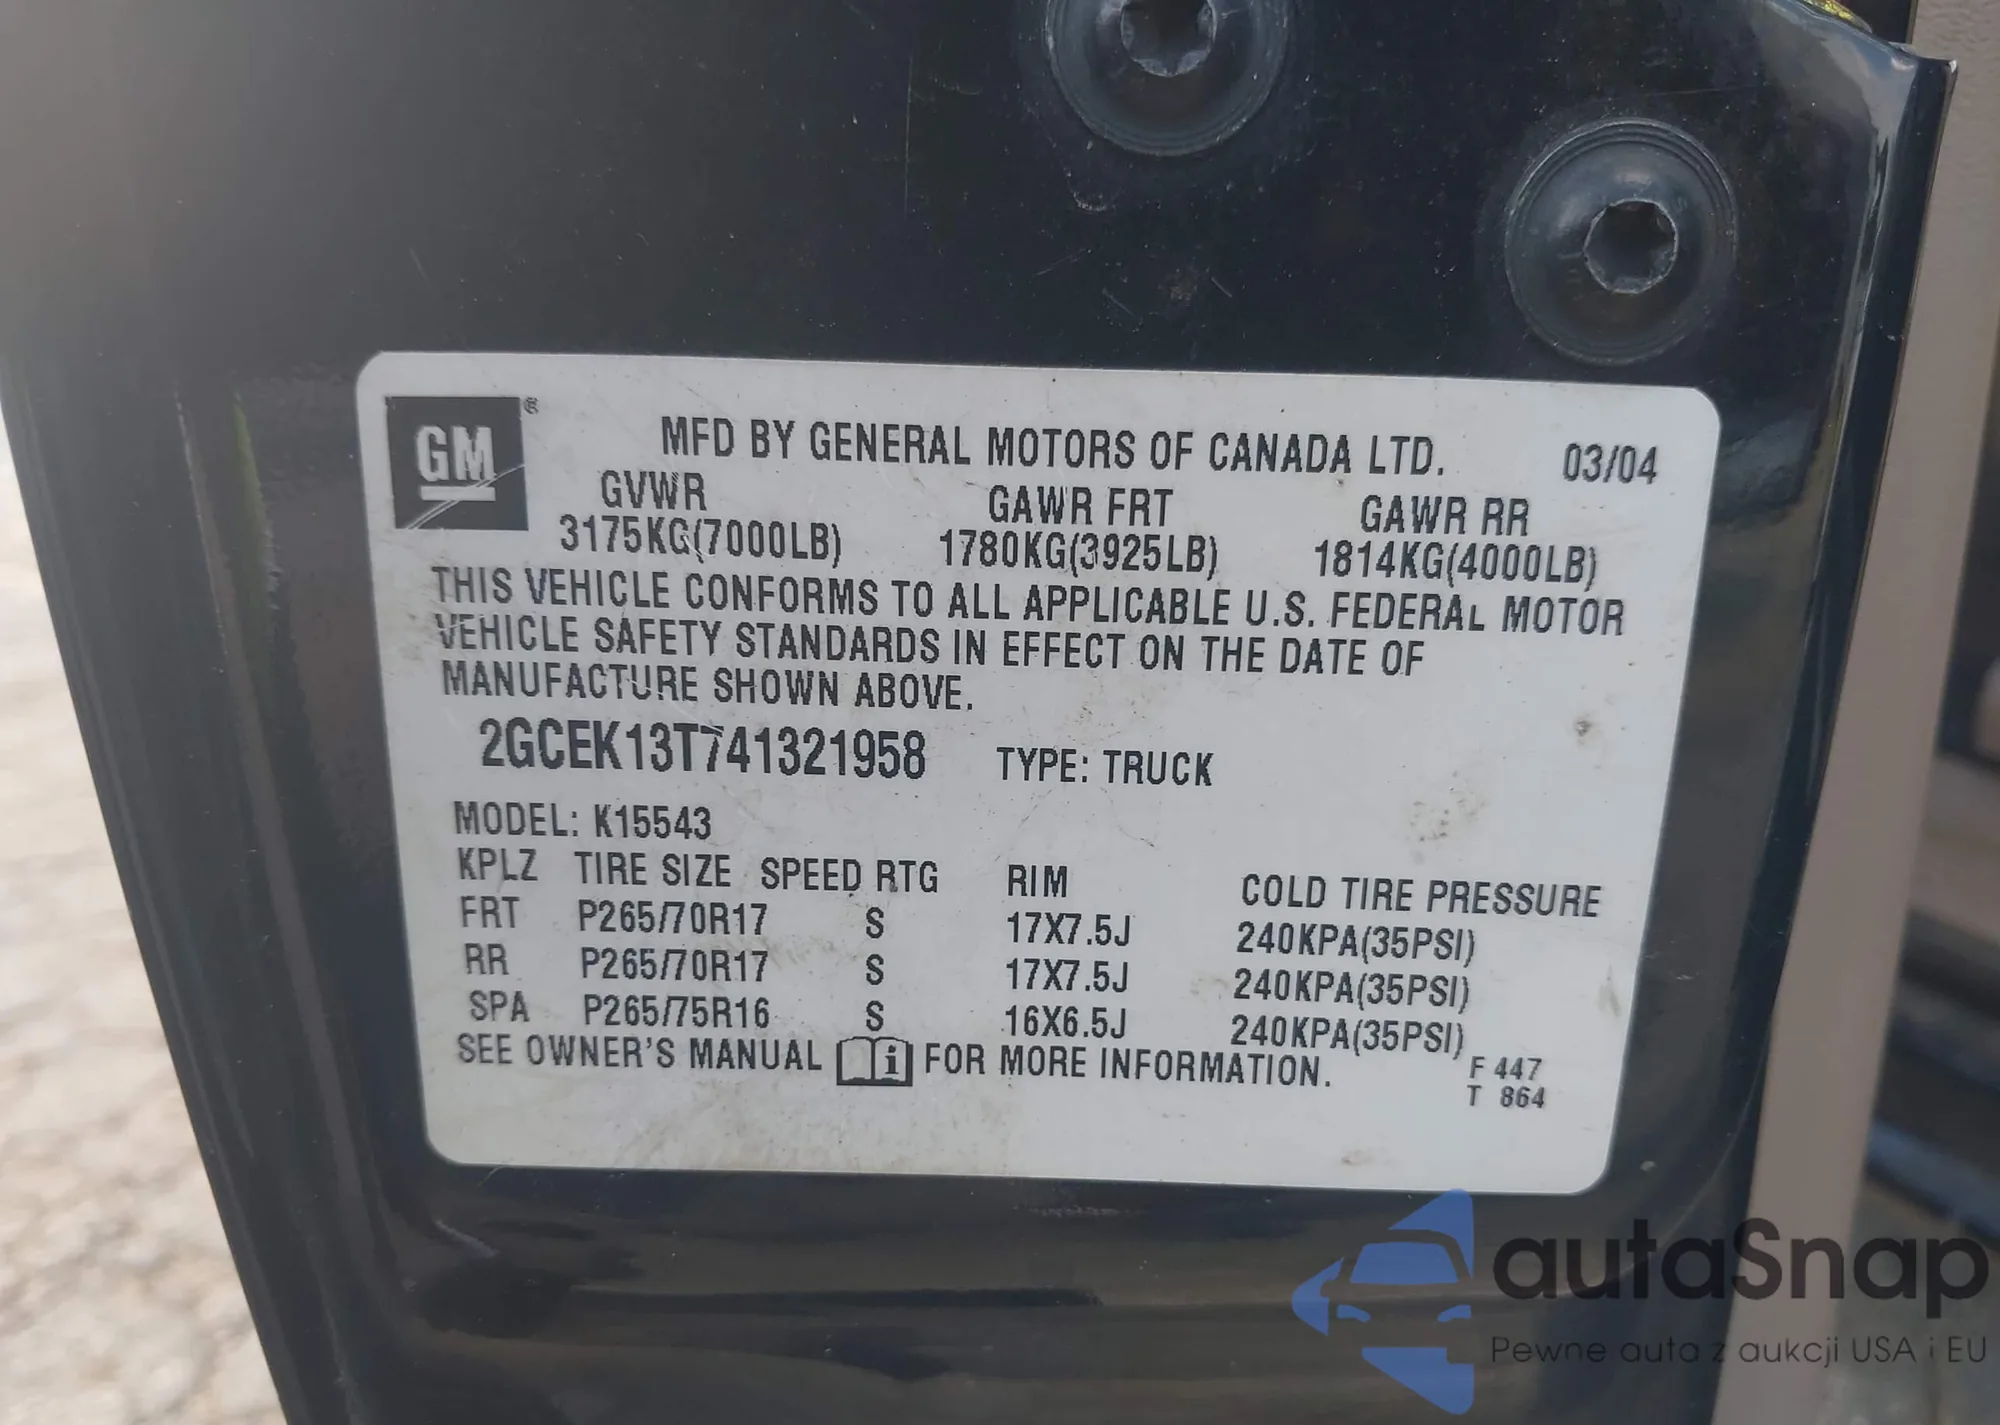 GM®
MFD BY GENERAL MOTORS OF CANADA LTD. 03/04
GVWR GAWR FRT GAWR RR
3175KG(7000LB) 1780KG(3925LB) 1814KG(4000LB)
THIS VEHICLE CONFORMS TO ALL APPLICABLE U.S. FEDERAL MOTOR
VEHICLE SAFETY STANDARDS IN EFFECT ON THE DATE OF
MANUFACTURE SHOWN ABOVE.
2GCEK13T741321958 TYPE: TRUCK
MODEL: K15543
KPLZ TIRE SIZE SPEED RTG RIM COLD TIRE PRESSURE
FRT P265/70R17 S 17X7.5J 240KPA(35PSI)
RR P265/70R17 S 17X7.5J 240KPA(35PSI)
SPA P265/75R16 S 16X6.5J 240KPA(35PSI)
SEE OWNER'S MANUAL i FOR MORE INFORMATION.
F 447
T 864
autaSnap
Pewne auta z aukcji USA i EU